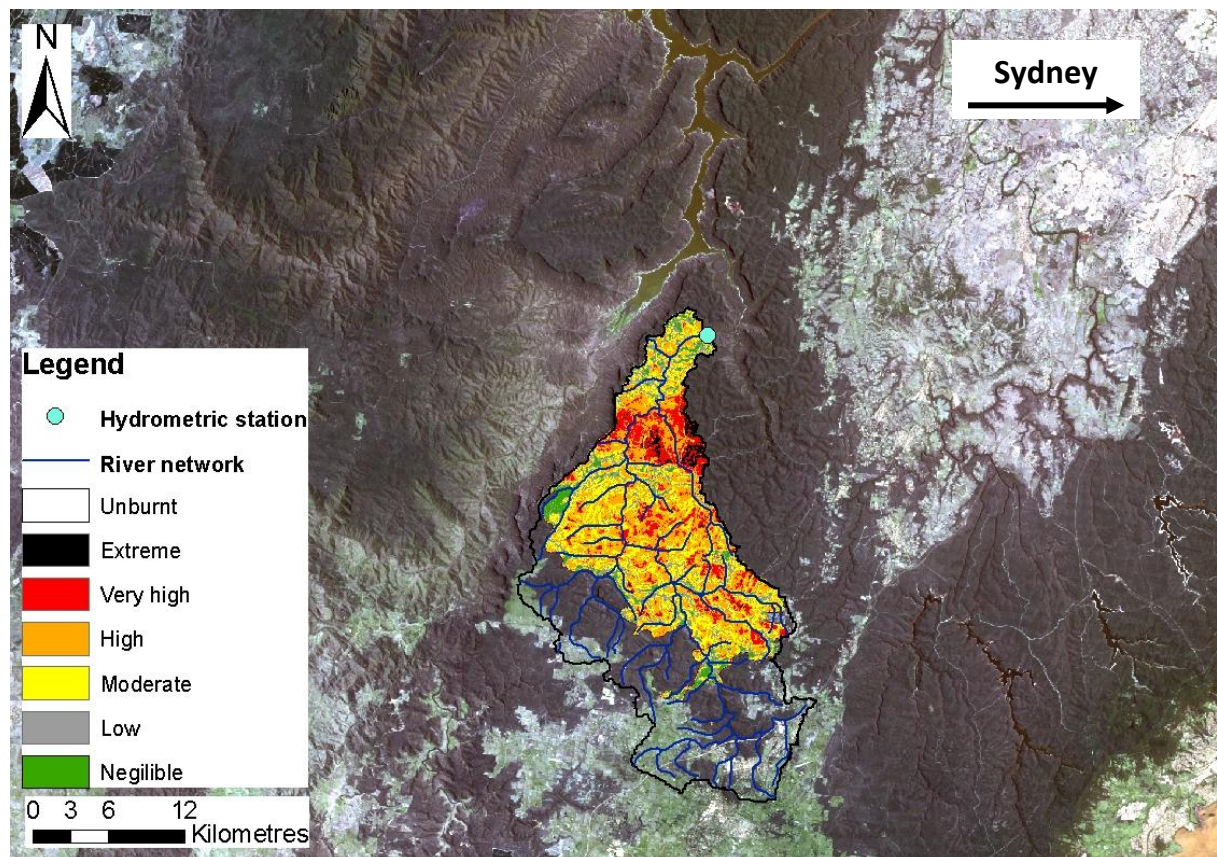 N
Sydney
Legend
Hydrometric station
River network
Unburnt
Extreme
Very high
High
Moderate
Low
Negilible
0 3 6 12
Kilometres